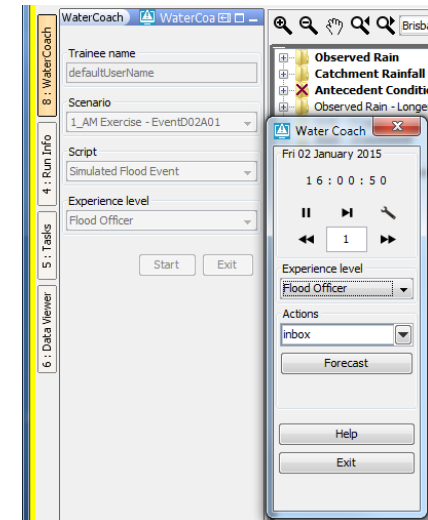 WaterCoach
WaterCoa
Brisb
8 : WaterCoach
4 : Run Info
5 : Tasks
6 : Data Viewer
Trainee name
defaultUserName
Scenario
1_AM Exercise - EventD02A01
Script
Simulated Flood Event
Experience level
Flood Officer
Start
Exit
Observed Rain
Catchment Rainfall
Antecedent Conditi
Observed Rain - Longe
Water Coach
Fri 02 January 2015
16:00:50
1
Experience level
Flood Officer
Actions
inbox
Forecast
Help
Exit